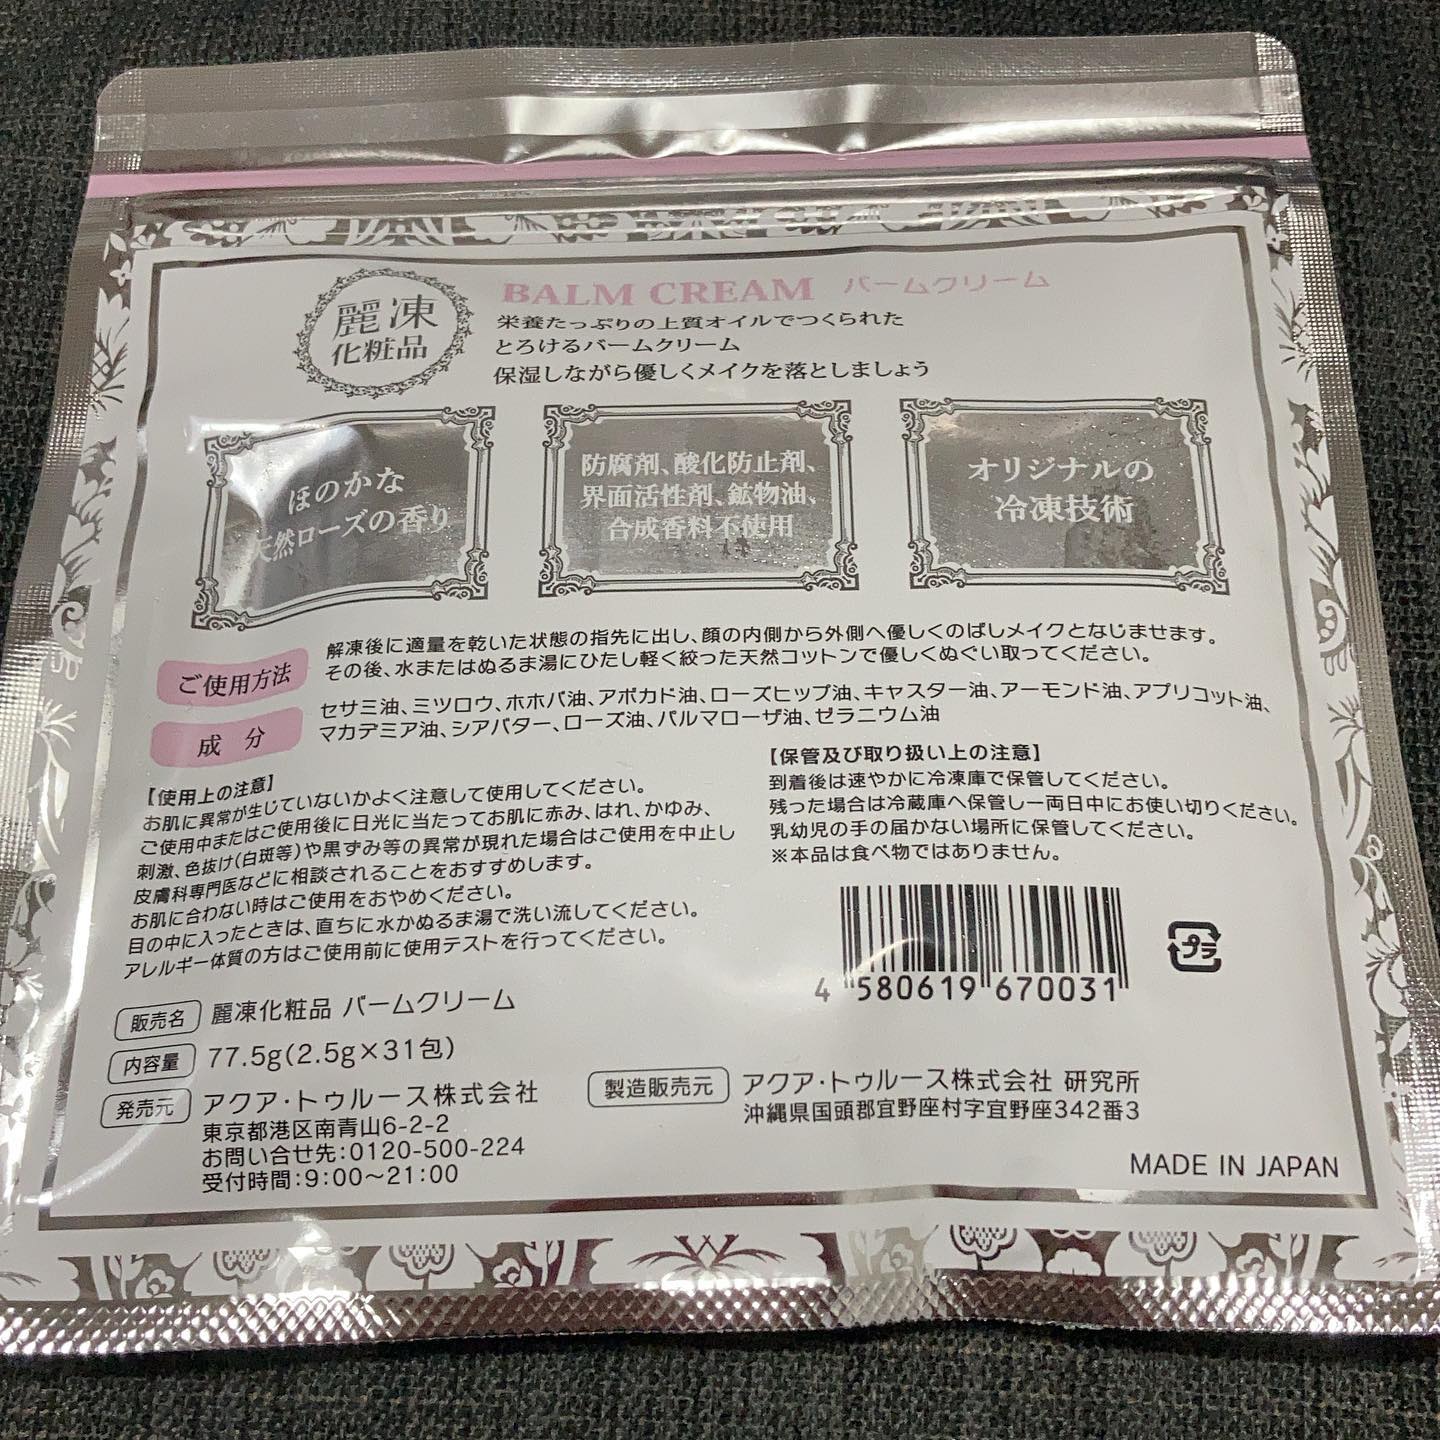 麗凍
化粧品
BALM CREAM バームクリーム
栄養たっぷりの上質オイルでつくられた
とろけるバームクリーム
保湿しながら優しくメイクを落としましょう
ほのかな
天然ローズの香り
防腐剤、酸化防止剤、
界面活性剤、鉱物油、
合成香料不使用
オリジナルの
冷凍技術
ご使用方法
解凍後に適量を乾いた状態の指先に出し、顔の内側から外側へ優しくのばしメイクとなじませます。
その後、水またはぬるま湯にひたし軽く絞った天然コットンで優しくぬぐい取ってください。
成 分
セサミ油、ミツロウ、ホホバ油、アボカド油、ローズヒップ油、キャスター油、アーモンド油、アプリコット油、
マカデミア油、シアバター、ローズ油、パルマローザ油、ゼラニウム油
【使用上の注意】
お肌に異常が生じていないかよく注意して使用してください。
ご使用中またはご使用後に日光に当たってお肌に赤み、はれ、かゆみ、
刺激、色抜け(白斑等)や黒ずみ等の異常が現れた場合はご使用を中止し
皮膚科専門医などに相談されることをおすすめします。
お肌に合わない時はご使用をおやめください。
目の中に入ったときは、直ちに水かぬるま湯で洗い流してください。
アレルギー体質の方はご使用前に使用テストを行ってください。
【保管及び取り扱い上の注意】
到着後は速やかに冷凍庫で保管してください。
残った場合は冷蔵庫へ保管し一両日中にお使い切りください。
乳幼児の手の届かない場所に保管してください。
※本品は食べ物ではありません。
4 580619 670031
プラ
販売名 麗凍化粧品 バームクリーム
内容量 77.5g(2.5g×31包)
発売元 アクア・トゥルース株式会社
東京都港区南青山6-2-2
お問い合せ先:0120-500-224
受付時間:9:00〜21:00
製造販売元 アクア・トゥルース株式会社 研究所
沖縄県国頭郡宜野座村字宜野座342番3
MADE IN JAPAN